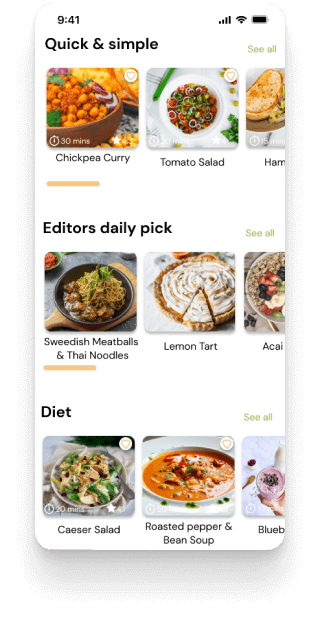 9:41
Quick & simple
See all
30 mins
Chickpea Curry
Tomato Salad
Ham
Editors daily pick
See all
Sweedish Meatballs
& Thai Noodles
Lemon Tart
Acai
Diet
See all
20 mins
Caeser Salad
Roasted pepper &
Bean Soup
Blueb